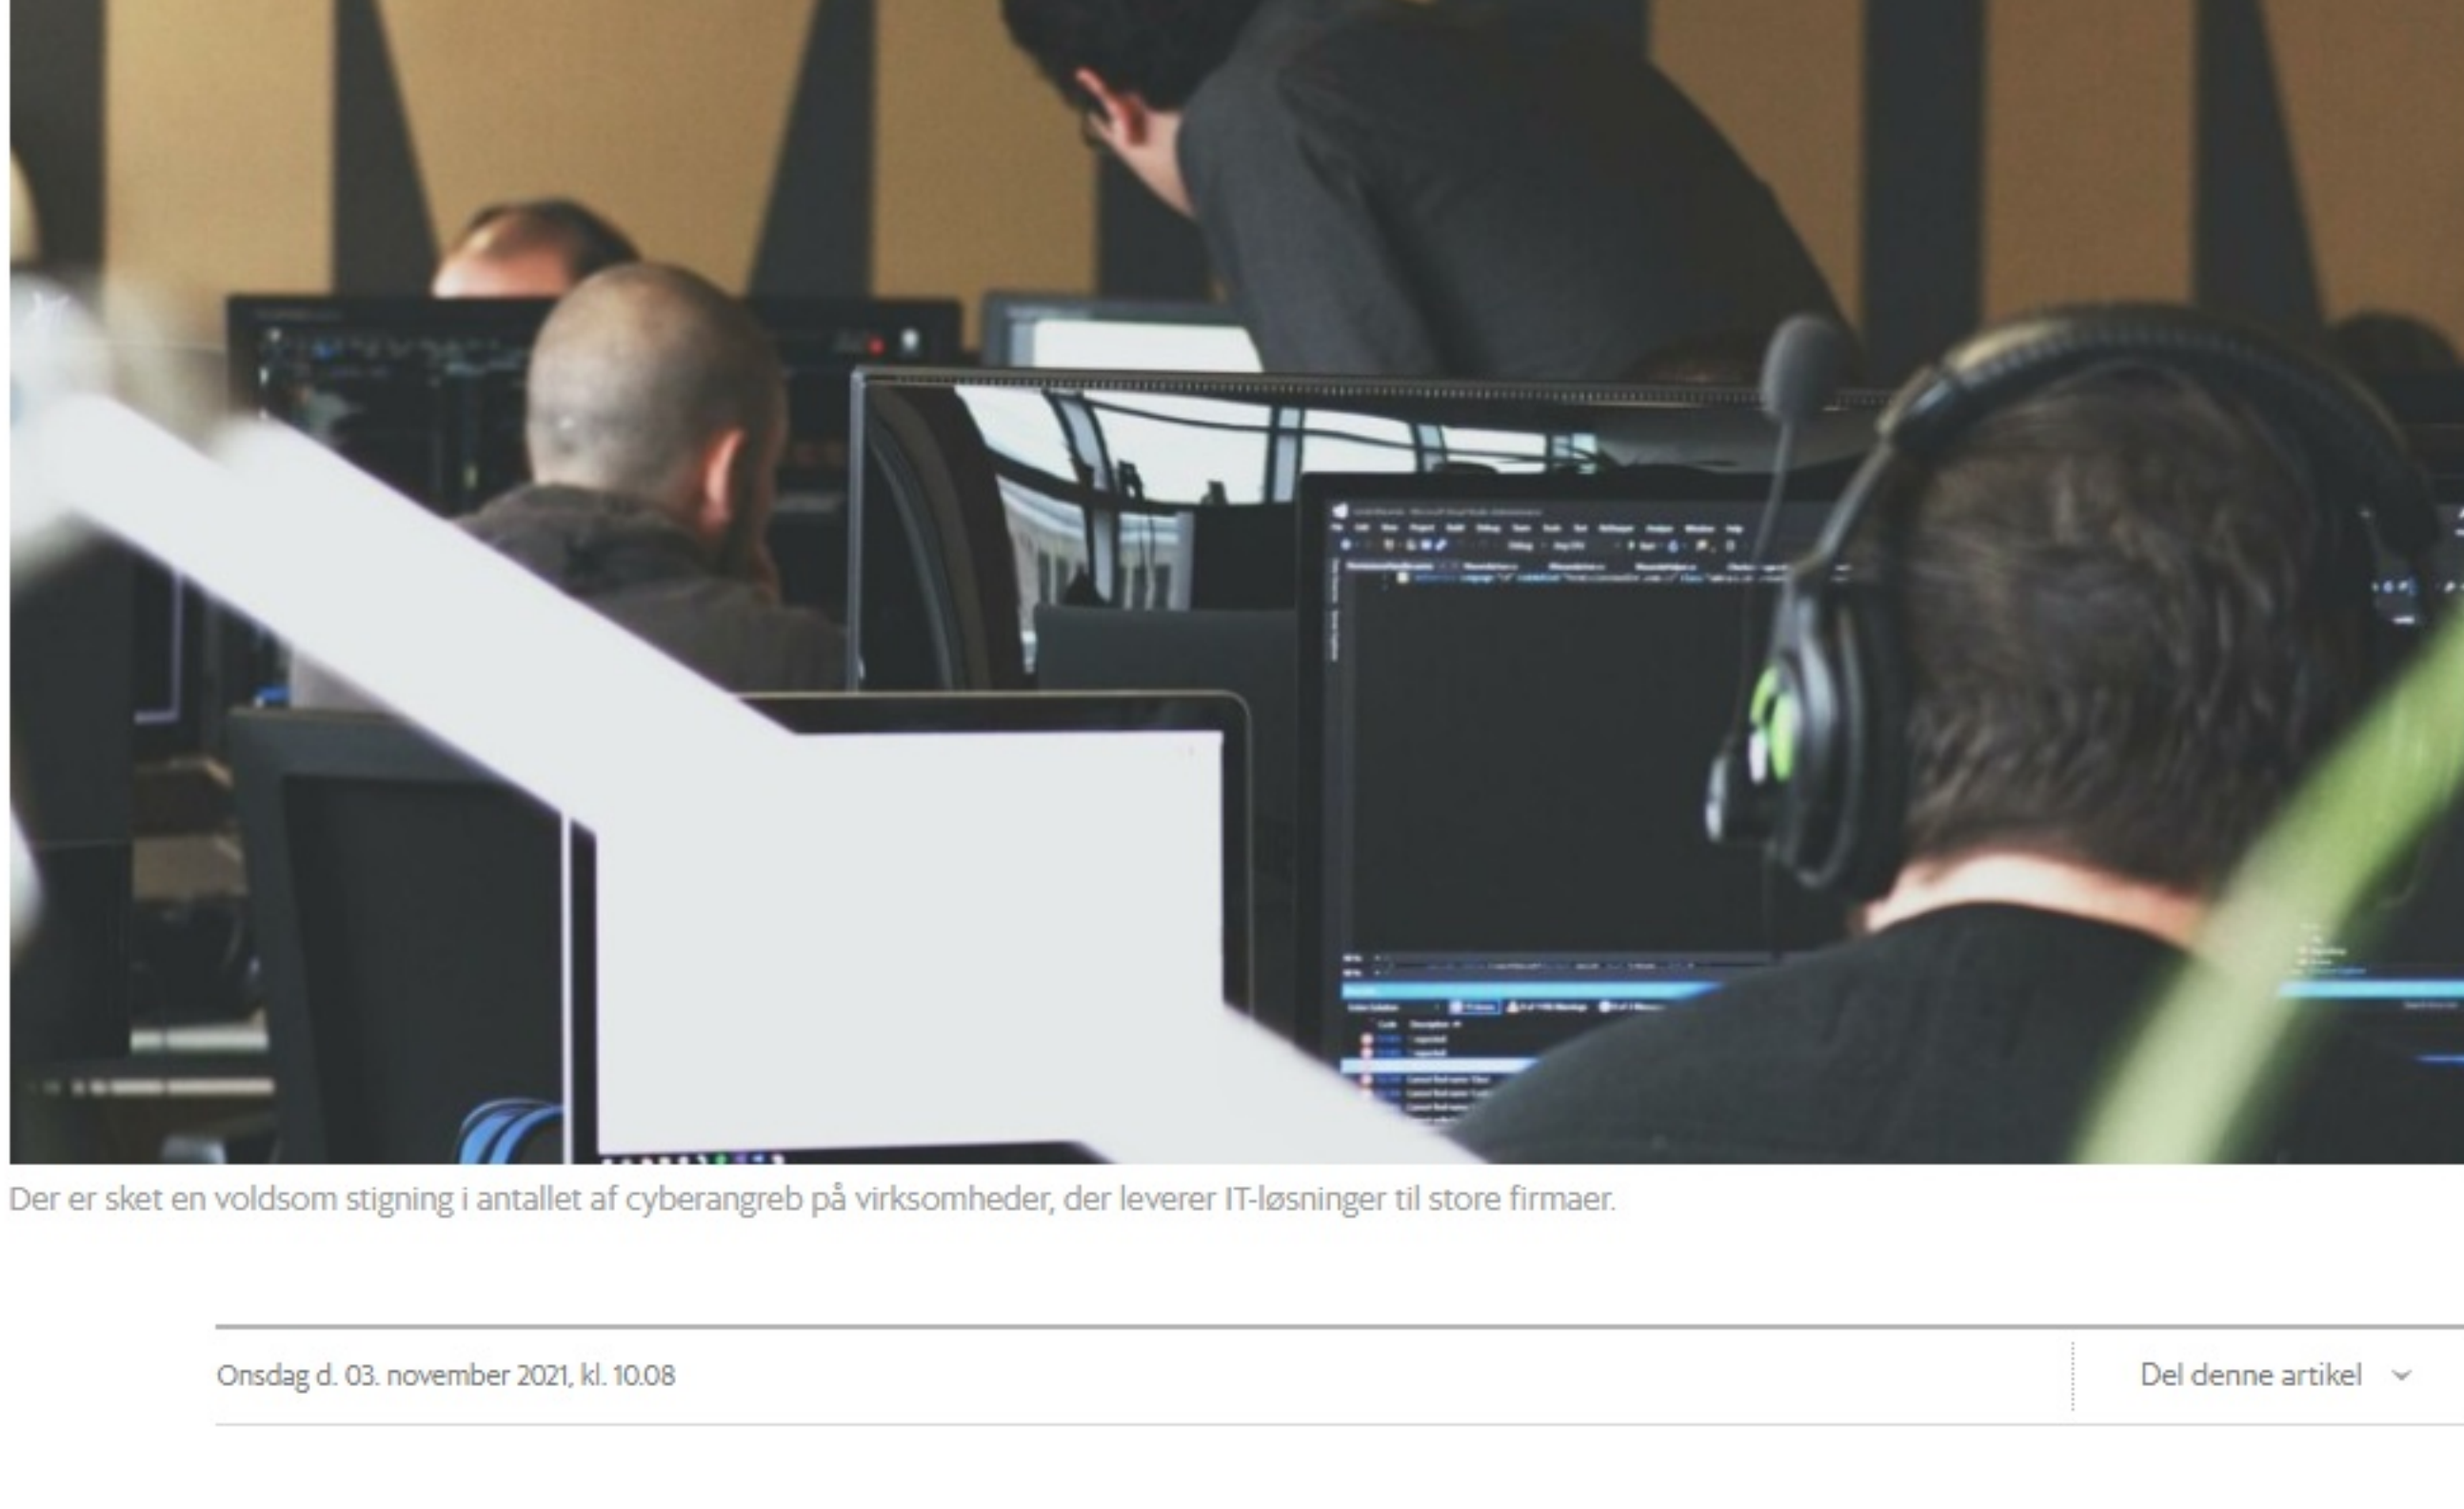 Der er sket en voldsom stigning i antallet af cyberangreb på virksomheder, der leverer IT-løsninger til store firmaer.
Onsdag d. 03. november 2021, kl. 10.08
Del denne artikel